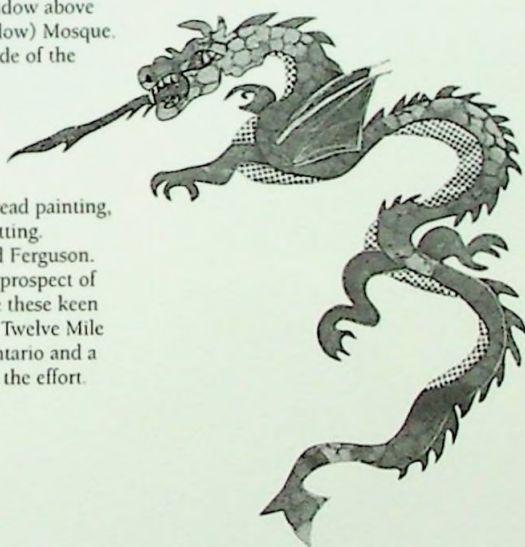 dow above
low) Mosque.
de of the
ead painting,
tting.
l Ferguson.
prospect of
these keen
Twelve Mile
ntario and a
the effort.